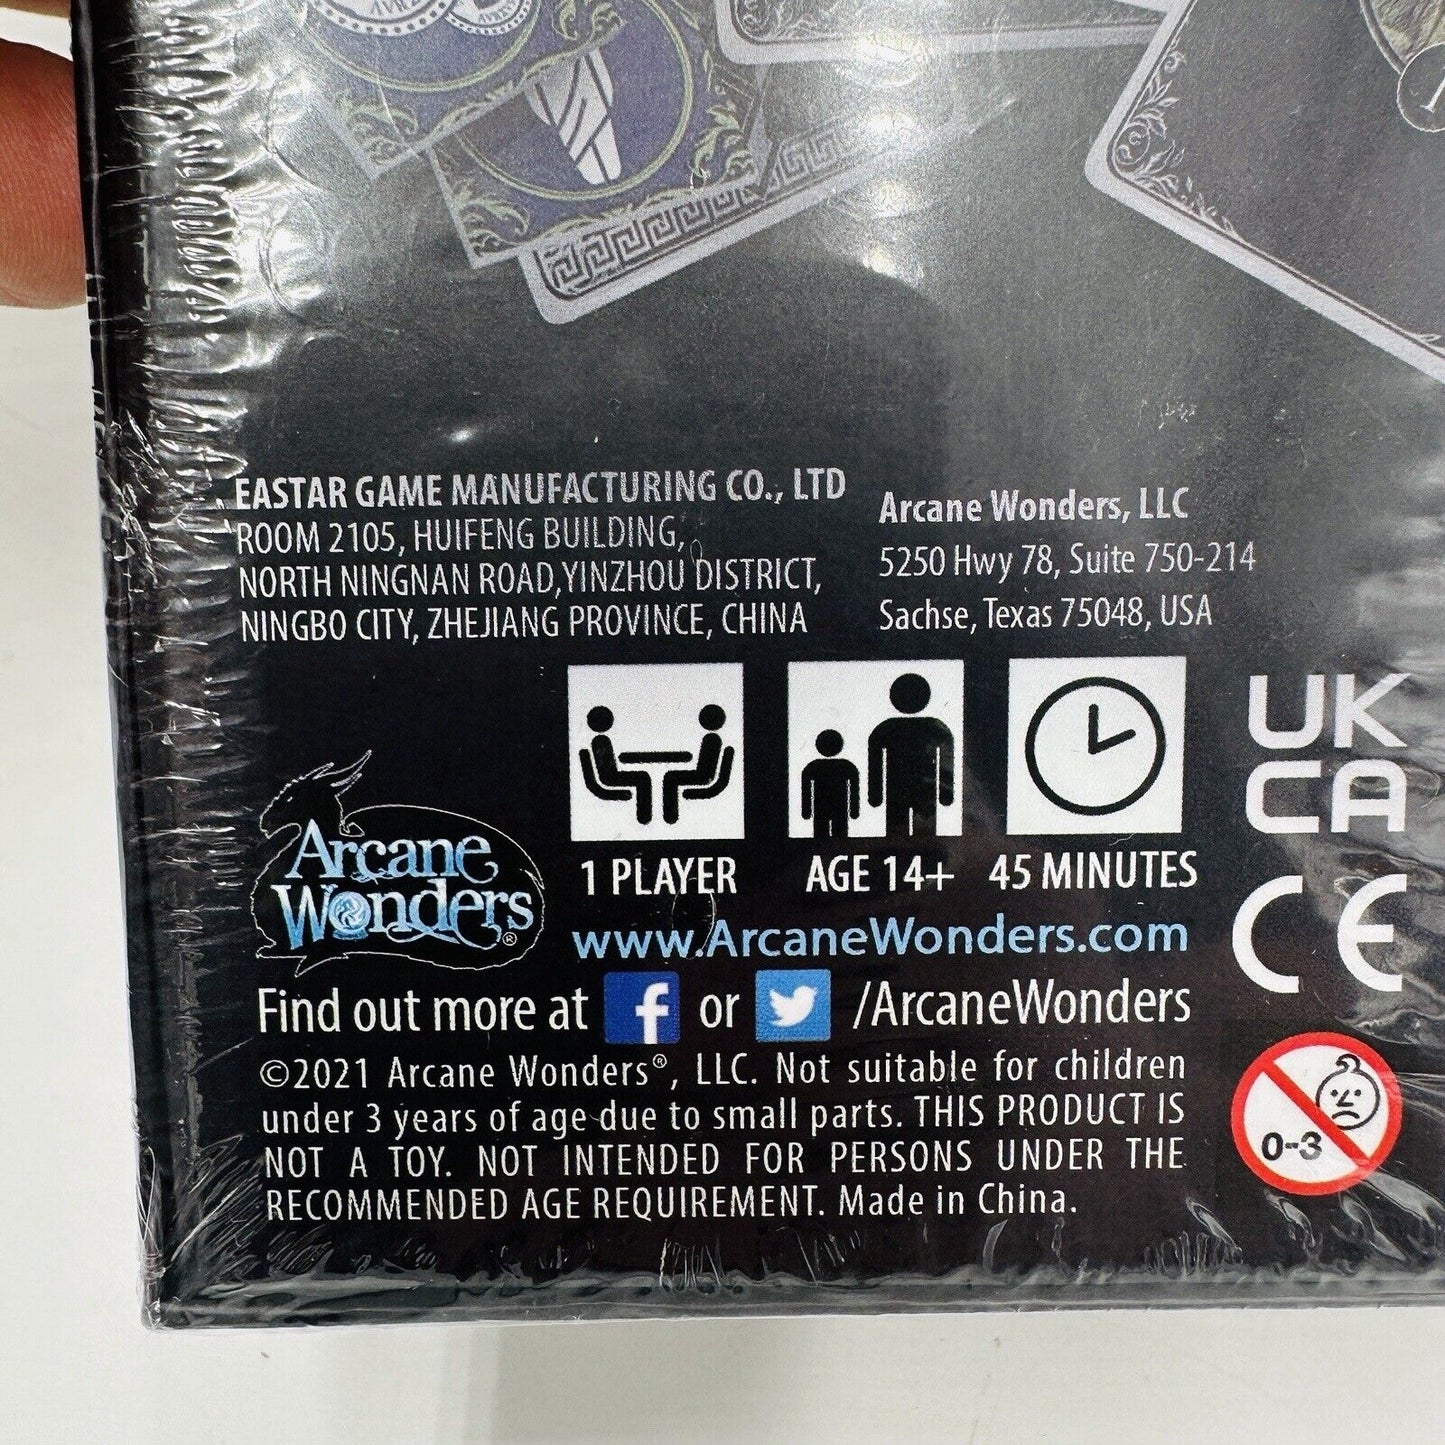 EASTAR GAME MANUFACTURING CO., LTD
ROOM 2105, HUIFENG BUILDING,
NORTH NINGNAN ROAD,YINZHOU DISTRICT,
NINGBO CITY, ZHEJIANG PROVINCE, CHINA
Arcane Wonders, LLC
5250 Hwy 78, Suite 750-214
Sachse, Texas 75048, USA
UK
CA
Arcane
Wonders®
1 PLAYER
AGE 14+
45 MINUTES
CE
www.ArcaneWonders.com
Find out more at f or /ArcaneWonders
©2021 Arcane Wonders®, LLC. Not suitable for children
under 3 years of age due to small parts. THIS PRODUCT IS
NOT A TOY. NOT INTENDED FOR PERSONS UNDER THE
RECOMMENDED AGE REQUIREMENT. Made in China.
0-3